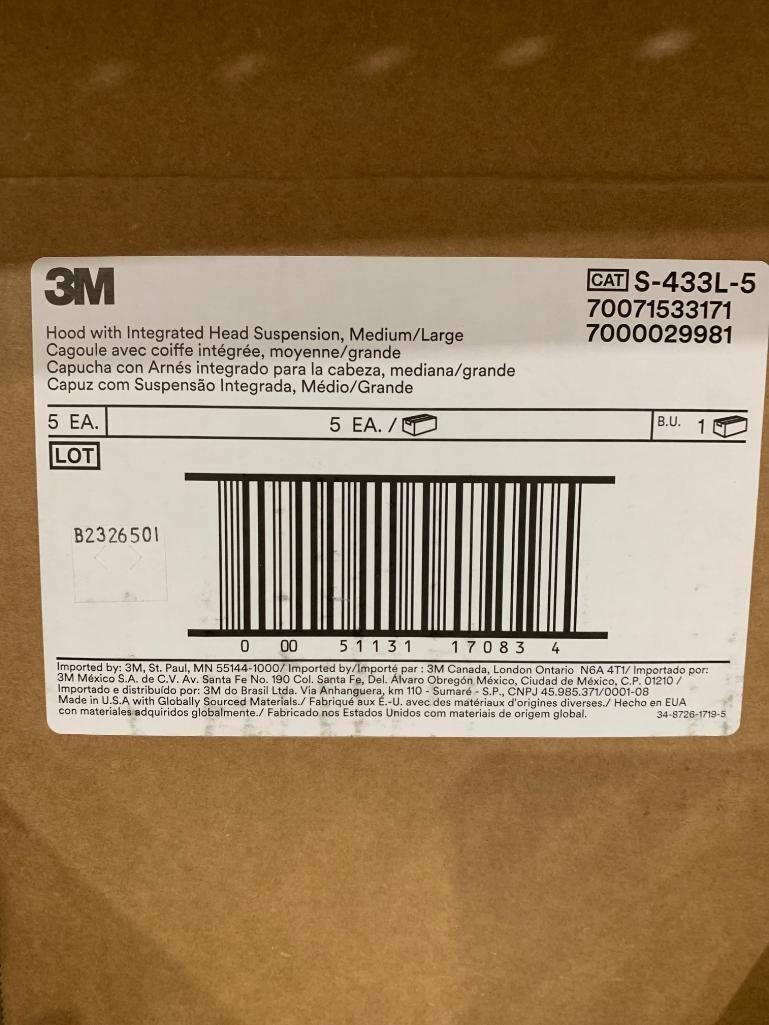 3M
CAT S-433L-5
70071533171
7000029981
Hood with Integrated Head Suspension, Medium/Large
Cagoule avec coiffe intégrée, moyenne/grande
Capucha con Arnés integrado para la cabeza, mediana/grande
Capuz com Suspensão Integrada, Médio/Grande
5 EA. 5 EA. / B.U. 1
LOT
B2326501
0 00 51131 17083 4
Imported by: 3M, St. Paul, MN 55144-1000/ Imported by/Importé par : 3M Canada, London Ontario N6A 4T1/ Importado por:
3M México S.A. de C.V. Av. Santa Fe No. 190 Col. Santa Fe, Del. Álvaro Obregón México, Ciudad de México, C.P. 01210 /
Importado e distribuído por: 3M do Brasil Ltda. Via Anhanguera, km 110 - Sumaré - S.P., CNPJ 45.985.371/0001-08
Made in U.S.A with Globally Sourced Materials./ Fabriqué aux É.-U. avec des matériaux d'origines diverses./ Hecho en EUA
con materiales adquiridos globalmente./ Fabricado nos Estados Unidos com materiais de origem global. 34-8726-1719-5